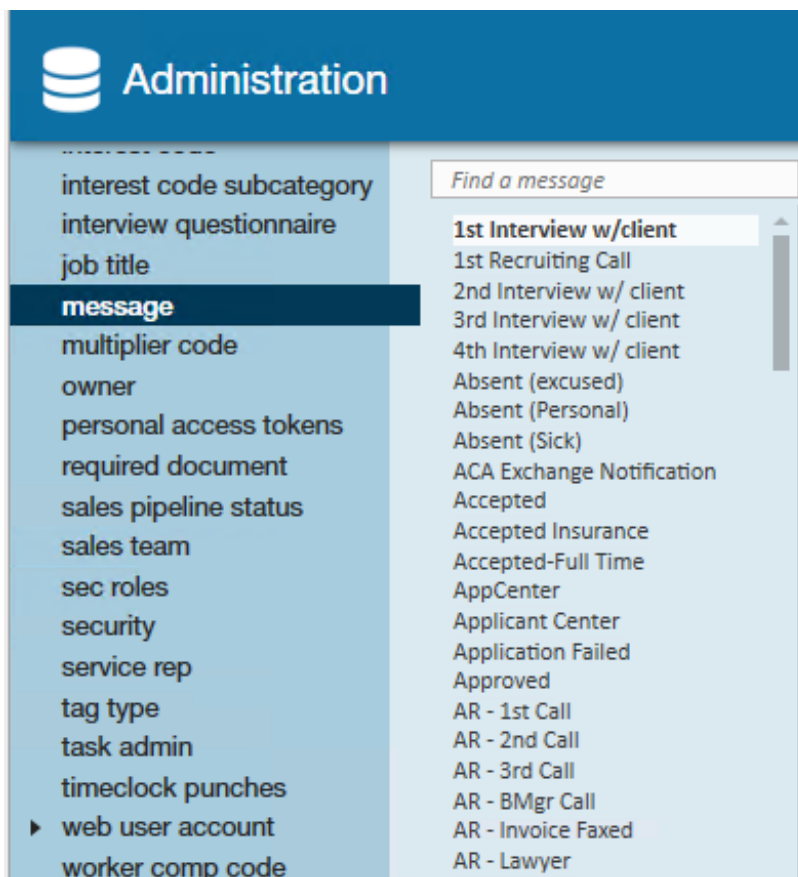 Administration
interest code subcategory
interview questionnaire
job title
message
multiplier code
owner
personal access tokens
required document
sales pipeline status
sales team
sec roles
security
service rep
tag type
task admin
timeclock punches
web user account
worker comp code
Find a message
1st Interview w/client
1st Recruiting Call
2nd Interview w/ client
3rd Interview w/ client
4th Interview w/ client
Absent (excused)
Absent (Personal)
Absent (Sick)
ACA Exchange Notification
Accepted
Accepted Insurance
Accepted-Full Time
AppCenter
Applicant Center
Application Failed
Approved
AR - 1st Call
AR - 2nd Call
AR - 3rd Call
AR - BMgr Call
AR - Invoice Faxed
AR - Lawyer